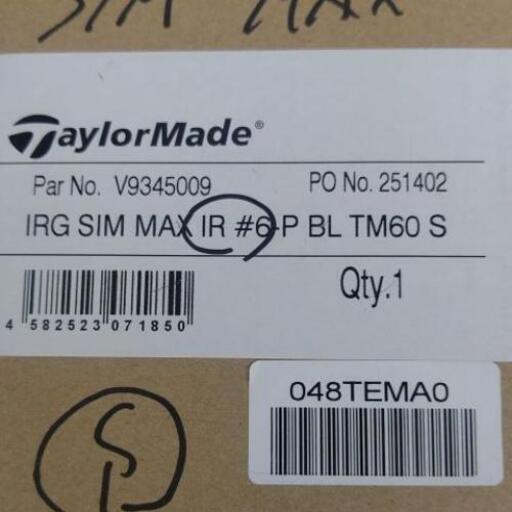 SIM MAX
TaylorMade®
Par No. V9345009 PO No. 251402
IRG SIM MAX IR #6-P BL TM60 S
Qty.1
4 582523 071850
048TEMA0
S